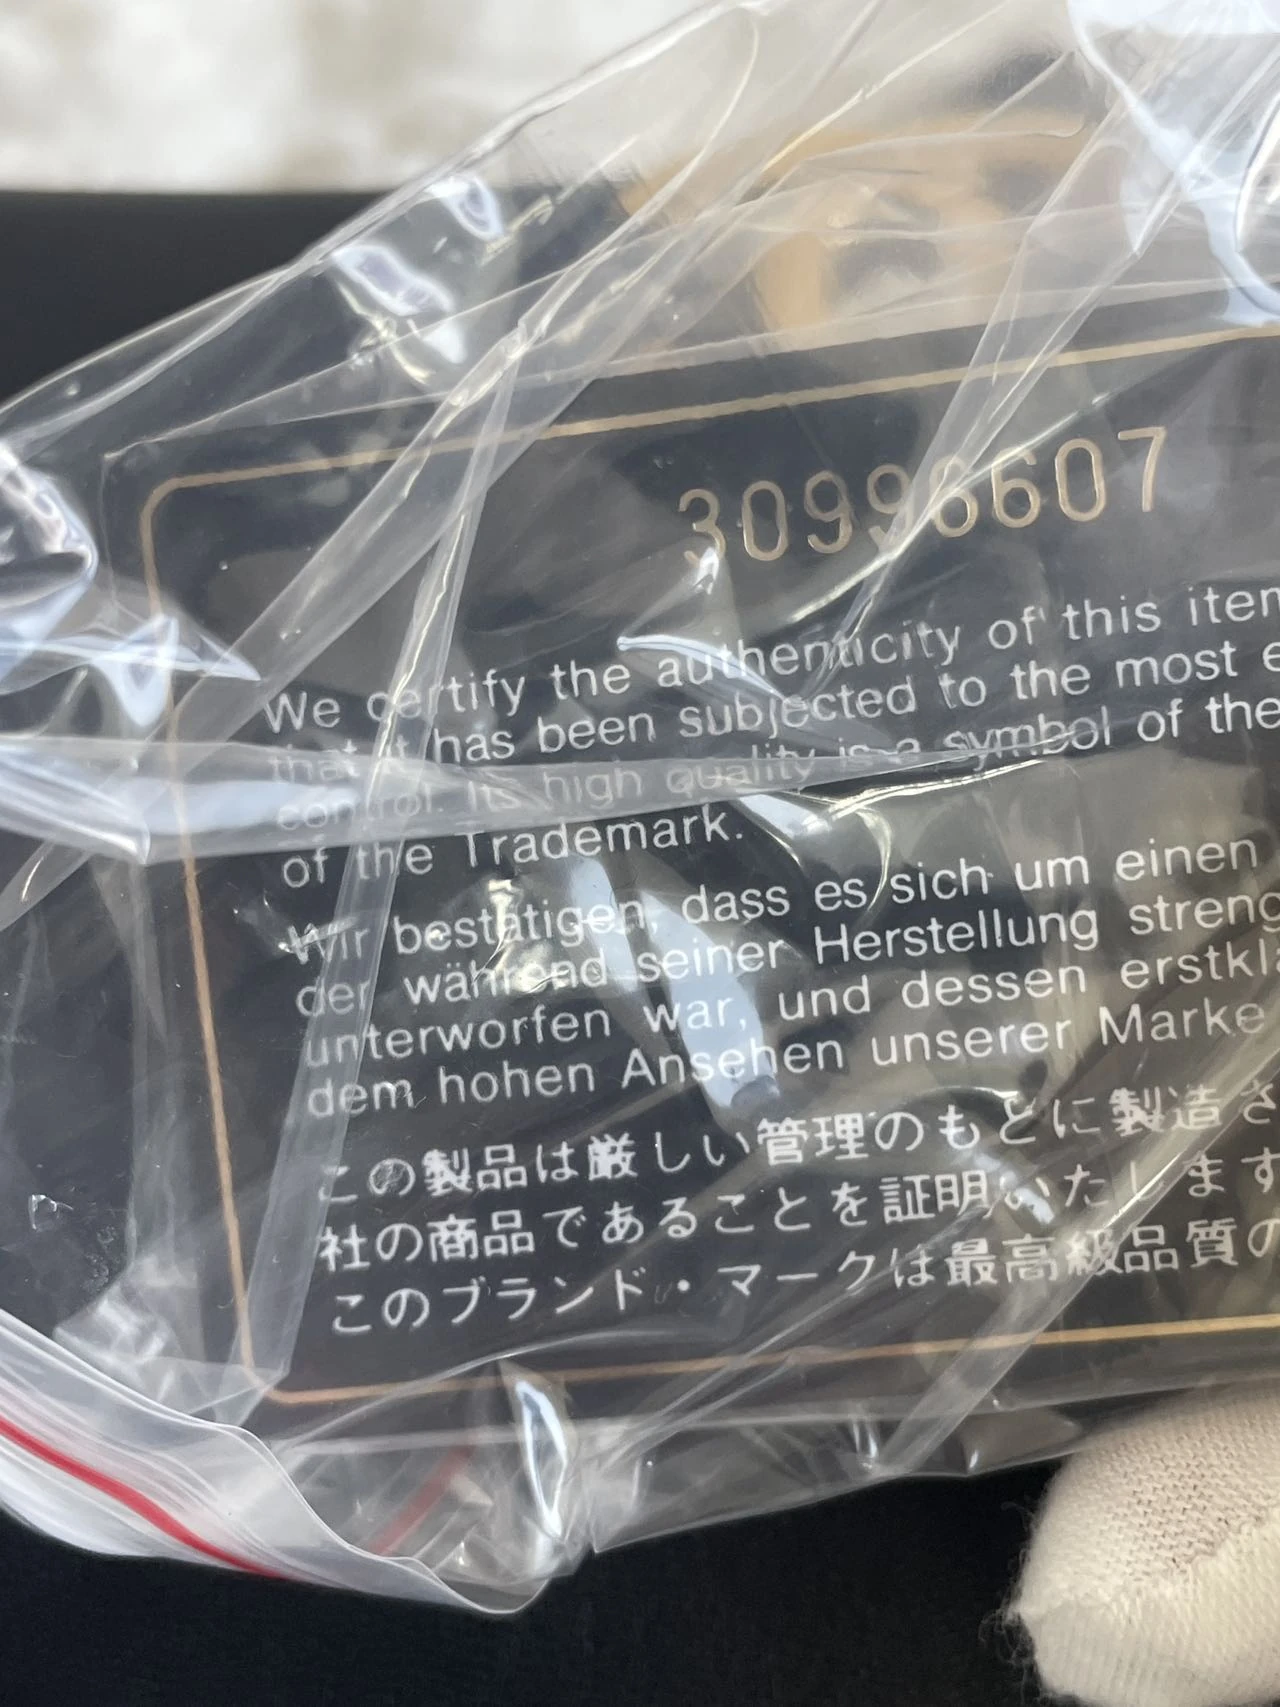 30996607
We certify the authenticity of this item
that it has been subjected to the most e
control. Its high quality is a symbol of the
of the Trademark.
Wir bestätigen, dass es sich um einen
der während seiner Herstellung streng
unterworfen war, und dessen erstkla
dem hohen Ansehen unserer Marke
この製品は厳しい管理のもとに製造さ
社の商品であることを証明いたします
このブランド・マークは最高級品質の